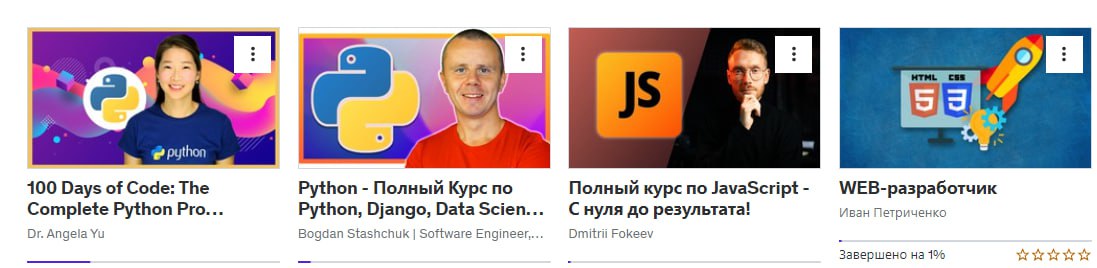 python
JS
HTML CSS
5 3
100 Days of Code: The
Complete Python Pro…
Dr. Angela Yu
Python - Полный Курс по
Python, Django, Data Scien…
Bogdan Stashchuk | Software Engineer,…
Полный курс по JavaScript -
С нуля до результата!
Dmitrii Fokeev
WEB-разработчик
Иван Петриченко
Завершено на 1%